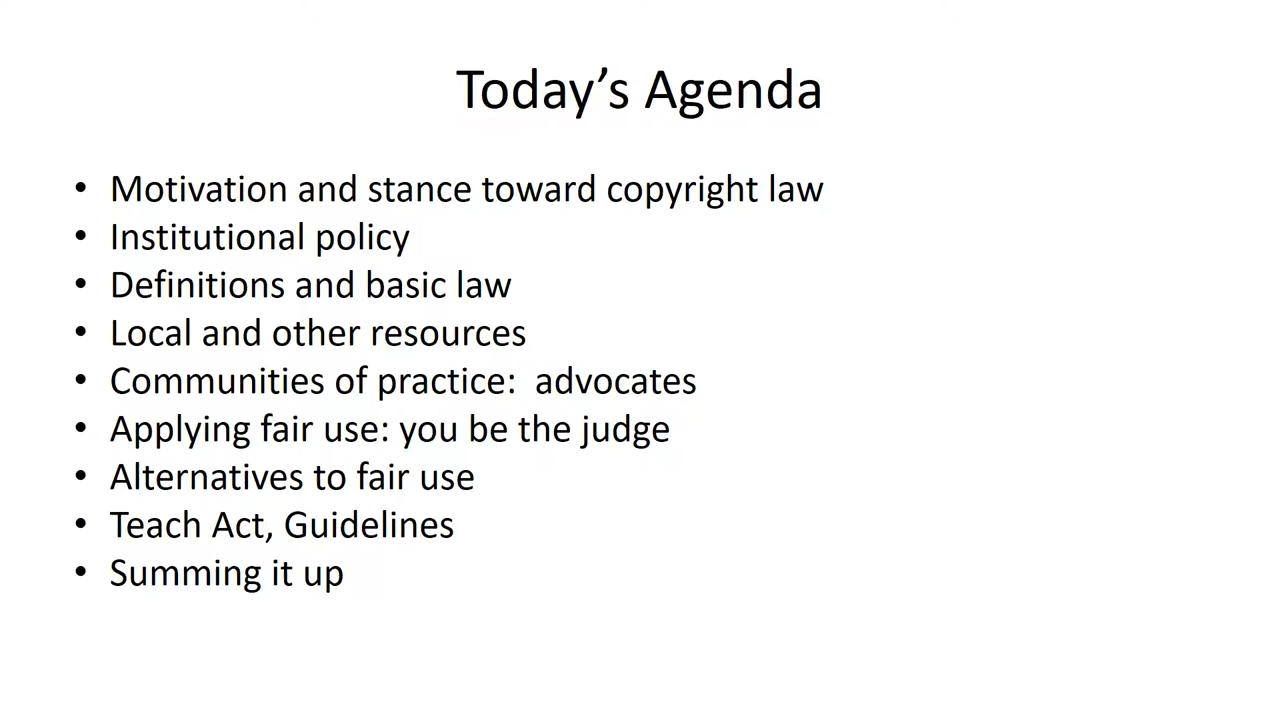 Today’s Agenda
• Motivation and stance toward copyright law
• Institutional policy
• Definitions and basic law
• Local and other resources
• Communities of practice:  advocates
• Applying fair use: you be the judge
• Alternatives to fair use
• Teach Act, Guidelines
• Summing it up